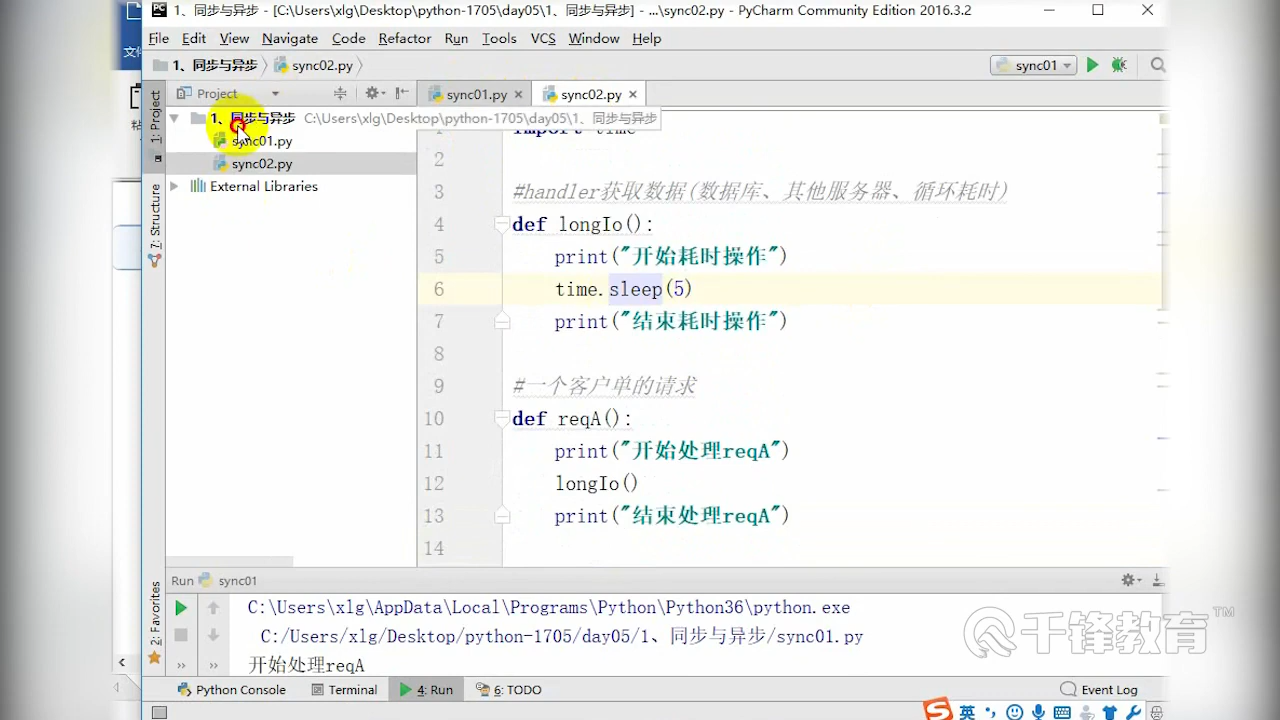 1、同步与异步 - [C:\Users\xlg\Desktop\python-1705\day05\1、同步与异步] - ...\sync02.py - PyCharm Community Edition 2016.3.2
File Edit View Navigate Code Refactor Run Tools VCS Window Help
1、同步与异步 sync02.py sync01
Project sync01.py sync02.py
1、同步与异步 C:\Users\xlg\Desktop\python-1705\day05\1、同步与异步
sync01.py
sync02.py
External Libraries
1: Project
7: Structure
2: Favorites
文件
1 import time
2
3 #handler获取数据(数据库、其他服务器、循环耗时)
4 def longIo():
5 print("开始耗时操作")
6 time.sleep(5)
7 print("结束耗时操作")
8
9 #一个客户单的请求
10 def reqA():
11 print("开始处理reqA")
12 longIo()
13 print("结束处理reqA")
14
Run sync01
C:\Users\xlg\AppData\Local\Programs\Python\Python36\python.exe
C:/Users/xlg/Desktop/python-1705/day05/1、同步与异步/sync01.py
开始处理reqA
千锋教育 TM
Python Console Terminal 4: Run 6: TODO Event Log
英